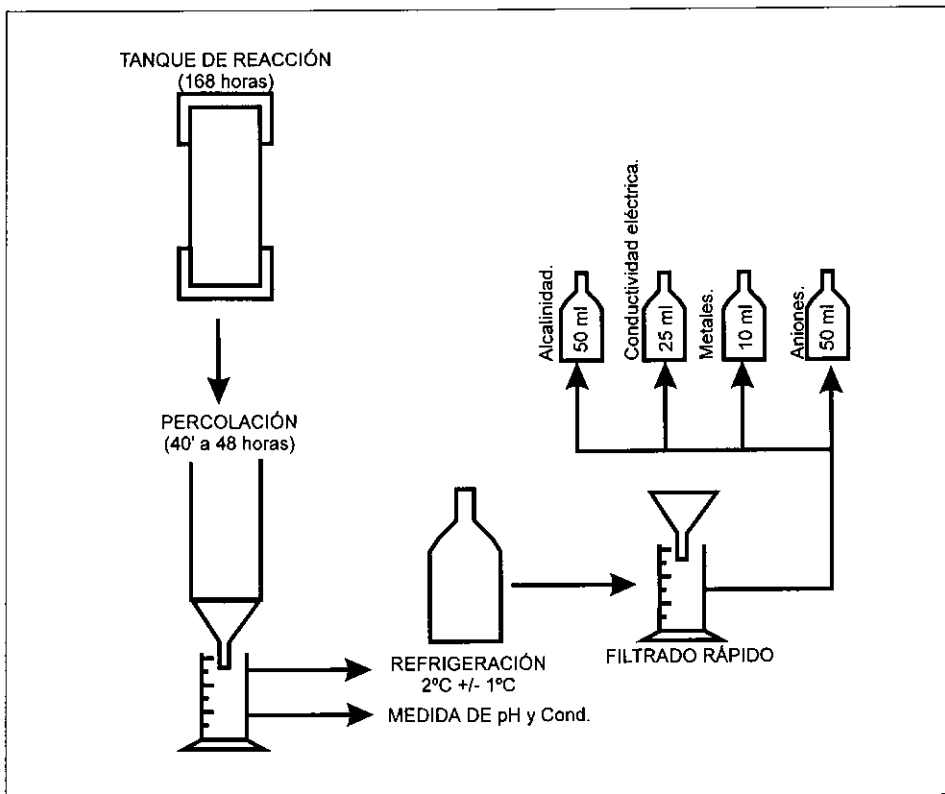 TANQUE DE REACCIÓN
(168 horas)
PERCOLACIÓN
(40' a 48 horas)
REFRIGERACIÓN
2ºC +/- 1ºC
MEDIDA DE pH y Cond.
FILTRADO RÁPIDO
Alcalinidad.
50 ml
Conductividad eléctrica.
25 ml
Metales.
10 ml
Aniones.
50 ml